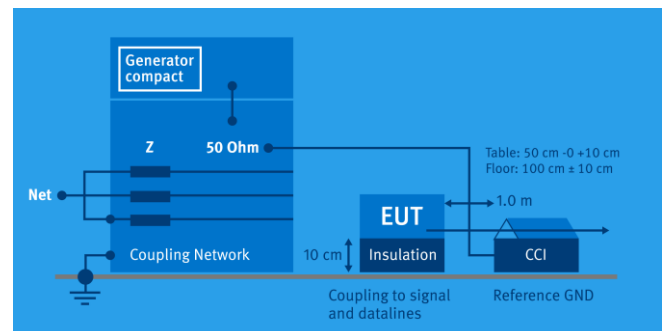 Generator
compact
Z
50 Ohm
Net
Coupling Network
Table: 50 cm -0 +10 cm
Floor: 100 cm ± 10 cm
1.0 m
EUT
10 cm
Insulation
CCI
Coupling to signal
and datalines
Reference GND